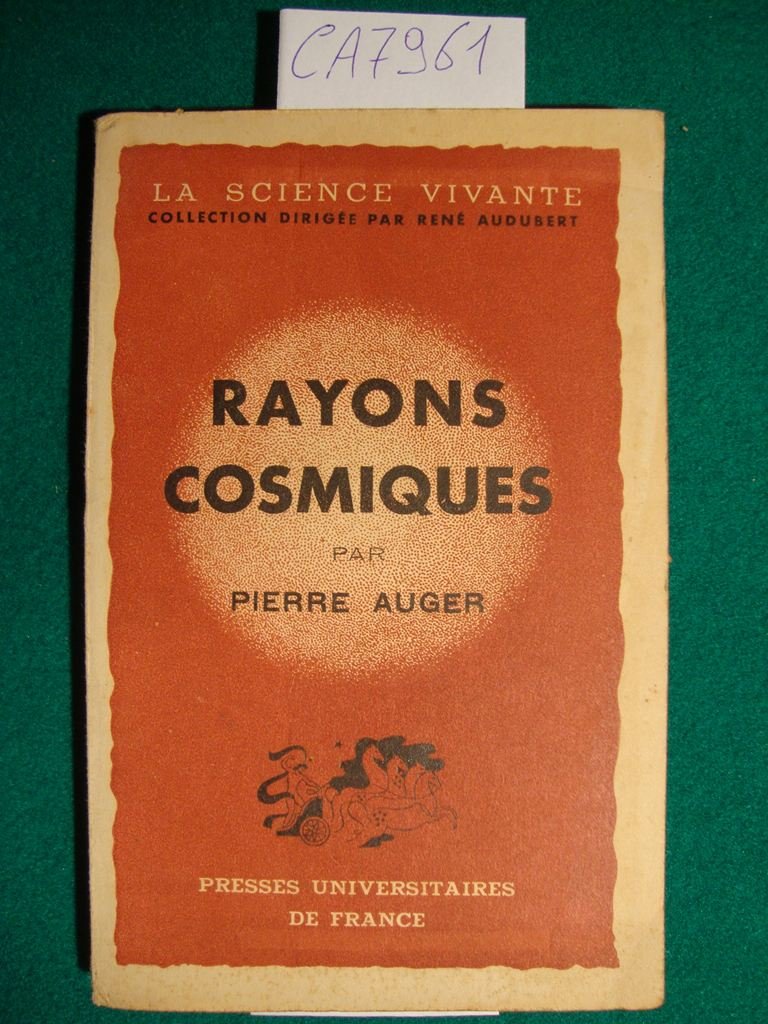 CA7961
LA SCIENCE VIVANTE
COLLECTION DIRIGÉE PAR RENÉ AUDUBERT
RAYONS
COSMIQUES
PAR
PIERRE AUGER
PRESSES UNIVERSITAIRES
DE FRANCE